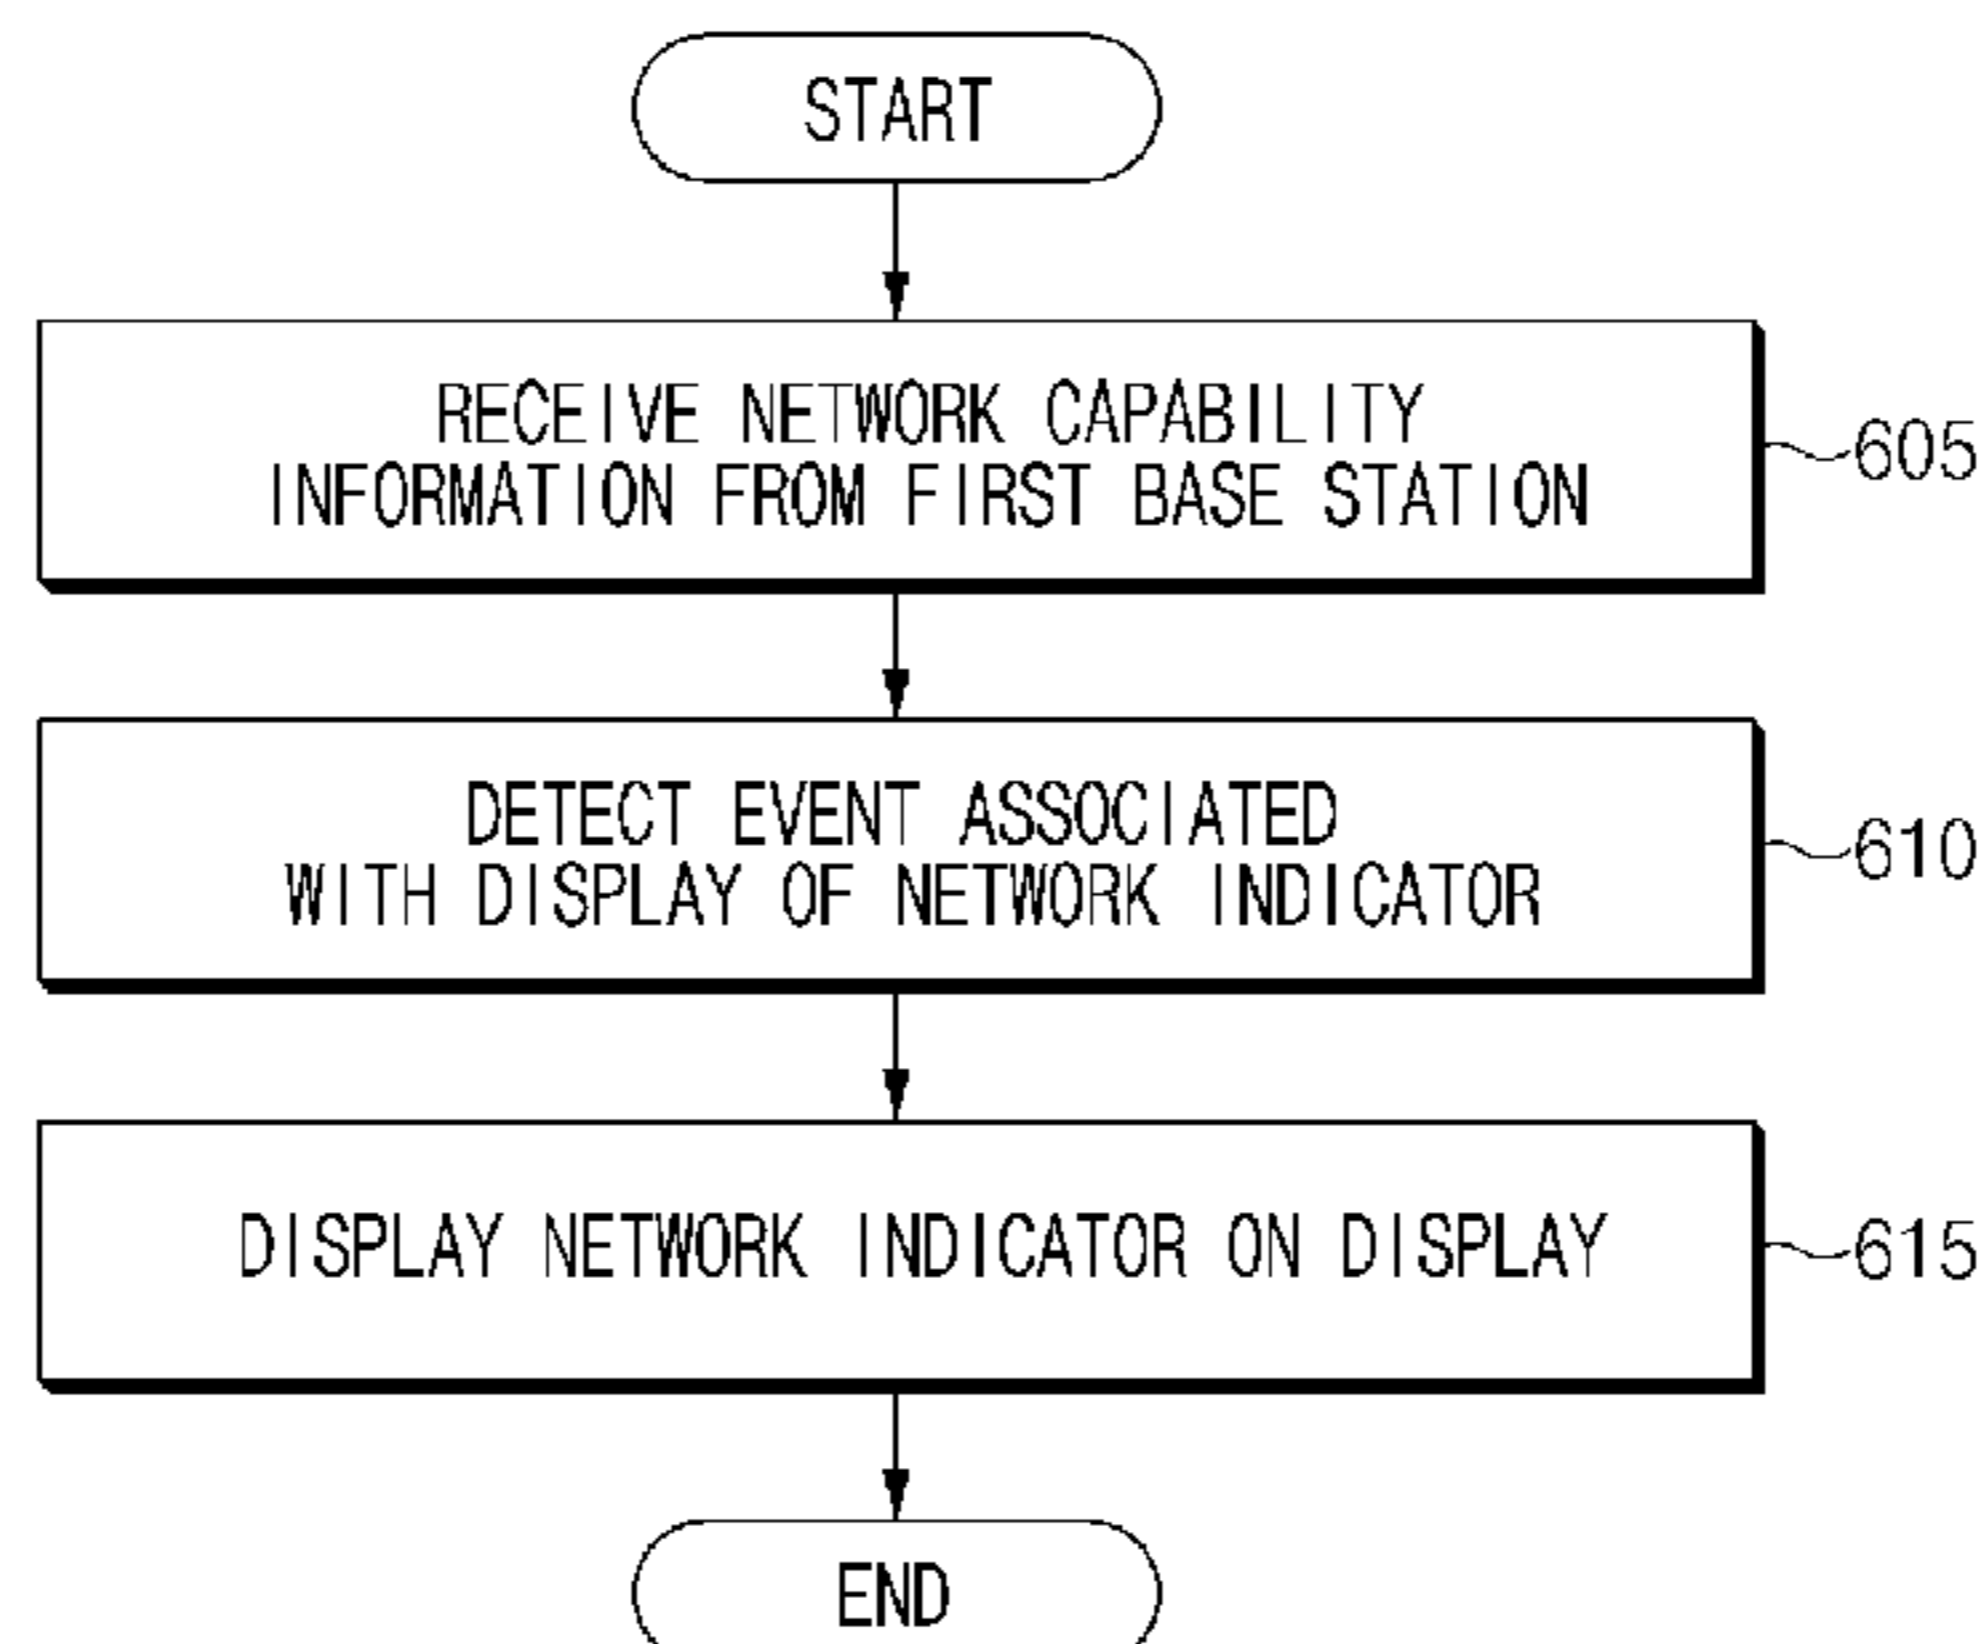 START
RECEIVE NETWORK CAPABILITY
INFORMATION FROM FIRST BASE STATION
605
DETECT EVENT ASSOCIATED
WITH DISPLAY OF NETWORK INDICATOR
610
DISPLAY NETWORK INDICATOR ON DISPLAY
615
END